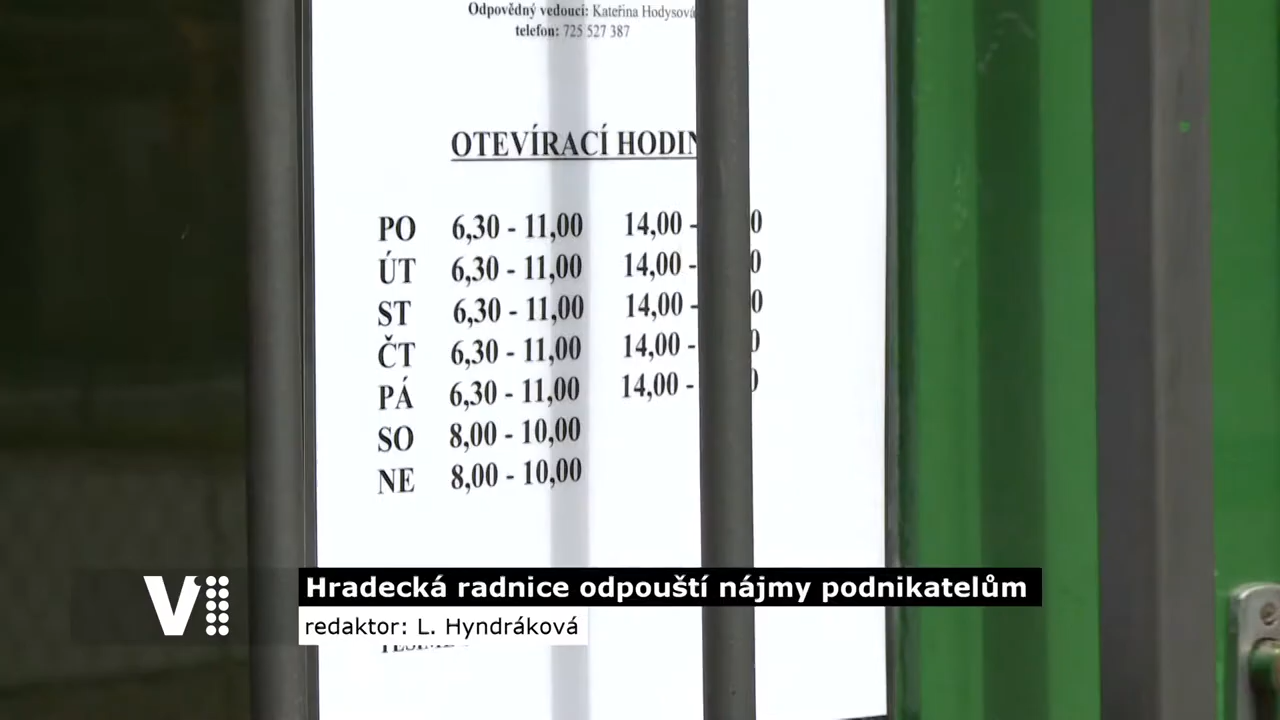 Odpovědný vedoucí: Kateřina Hodysová
telefon: 725 527 387
OTEVÍRACÍ
PO 6,30 - 11,00 14,00 -
ÚT 6,30 - 11,00 14,00 -
ST 6,30 - 11,00 14,00 -
ČT 6,30 - 11,00 14,00 -
PÁ 6,30 - 11,00 14,00 -
SO 8,00 - 10,00
NE 8,00 - 10,00
Hradecká radnice odpouští nájmy podnikatelům
redaktor: L. Hyndráková